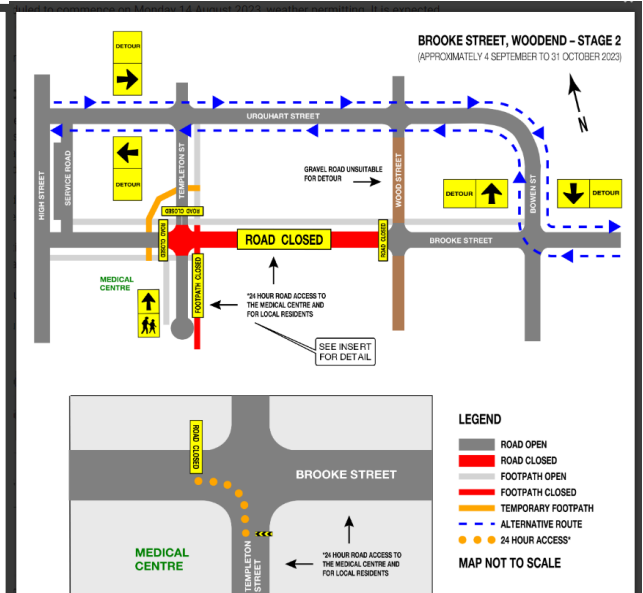 duled to commence on Monday 14 August 2023, weather permitting. It is expected
BROOKE STREET, WOODEND – STAGE 2
(APPROXIMATELY 4 SEPTEMBER TO 31 OCTOBER 2023)
N
DETOUR
URQUHART STREET
DETOUR
HIGH STREET
SERVICE ROAD
TEMPLETON ST
WOOD STREET
BOWEN ST
GRAVEL ROAD UNSUITABLE
FOR DETOUR
DETOUR
DETOUR
ROAD CLOSED
ROAD CLOSED
ROAD CLOSED
ROAD CLOSED
BROOKE STREET
FOOTPATH CLOSED
MEDICAL
CENTRE
*24 HOUR ROAD ACCESS TO
THE MEDICAL CENTRE AND
FOR LOCAL RESIDENTS
SEE INSERT
FOR DETAIL
ROAD CLOSED
BROOKE STREET
MEDICAL
CENTRE
TEMPLETON
STREET
*24 HOUR ROAD ACCESS TO
THE MEDICAL CENTRE AND
FOR LOCAL RESIDENTS
LEGEND
ROAD OPEN
ROAD CLOSED
FOOTPATH OPEN
FOOTPATH CLOSED
TEMPORARY FOOTPATH
ALTERNATIVE ROUTE
24 HOUR ACCESS*
MAP NOT TO SCALE